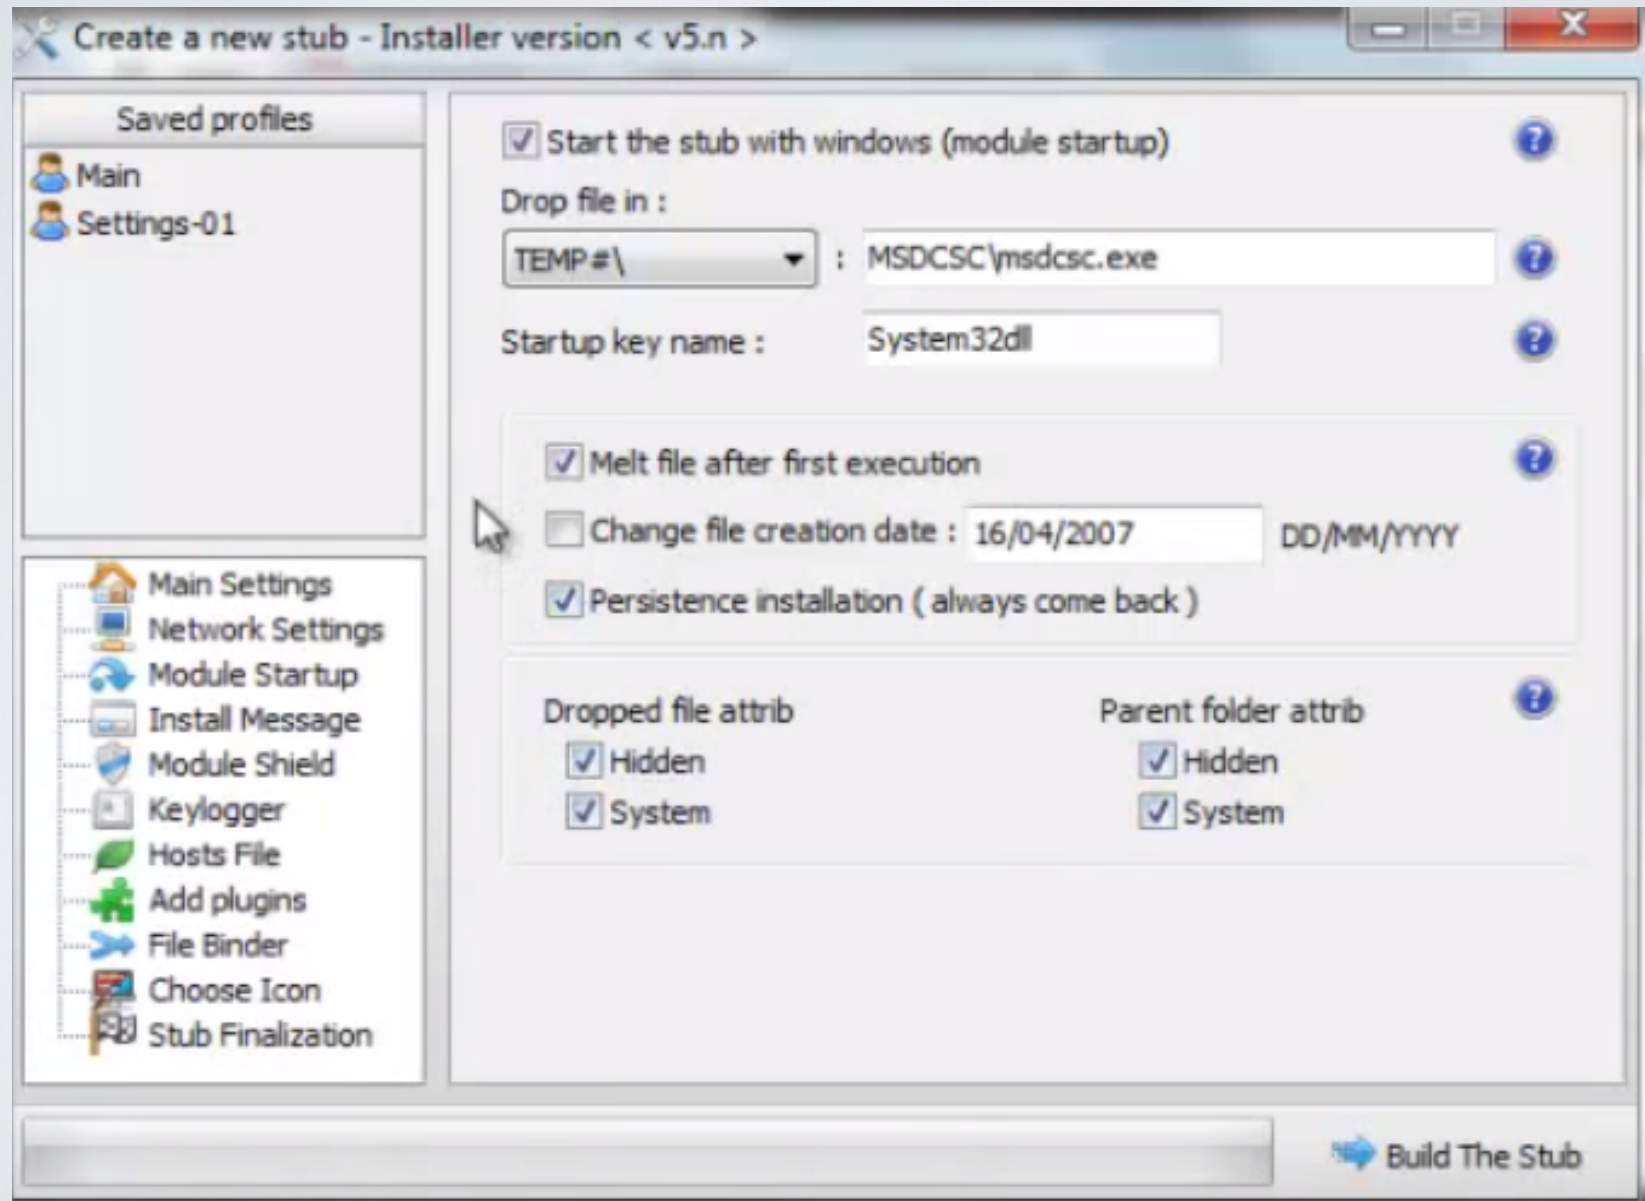 Create a new stub - Installer version < v5.n >
Saved profiles
Main
Settings-01
Main Settings
Network Settings
Module Startup
Install Message
Module Shield
Keylogger
Hosts File
Add plugins
File Binder
Choose Icon
Stub Finalization
Start the stub with windows (module startup)
Drop file in :
TEMP#\ : MSDCSC\msdcsc.exe
Startup key name : System32dll
Melt file after first execution
Change file creation date : 16/04/2007 DD/MM/YYYY
Persistence installation ( always come back )
Dropped file attrib Parent folder attrib
Hidden Hidden
System System
Build The Stub